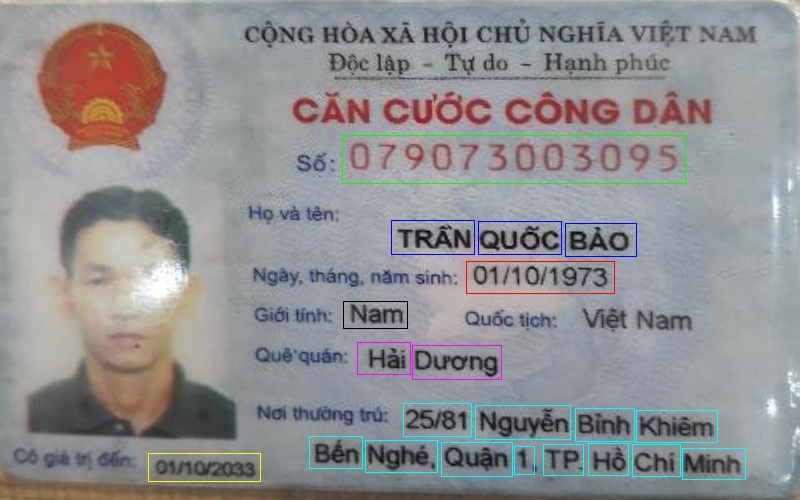 CỘNG HÒA XÃ HỘI CHỦ NGHĨA VIỆT NAM
Độc lập - Tự do - Hạnh phúc
CĂN CƯỚC CÔNG DÂN
Số: 079073003095
Họ và tên:
TRẦN QUỐC BẢO
Ngày, tháng, năm sinh: 01/10/1973
Giới tính: Nam Quốc tịch: Việt Nam
Quê quán: Hải Dương
Nơi thường trú: 25/81 Nguyễn Bỉnh Khiêm
Bến Nghé, Quận 1, TP. Hồ Chí Minh
Có giá trị đến: 01/10/2033